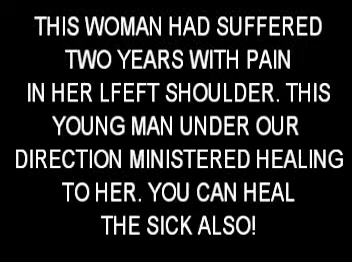 THIS WOMAN HAD SUFFERED
TWO YEARS WITH PAIN
IN HER LFEFT SHOULDER. THIS
YOUNG MAN UNDER OUR
DIRECTION MINISTERED HEALING
TO HER. YOU CAN HEAL
THE SICK ALSO!